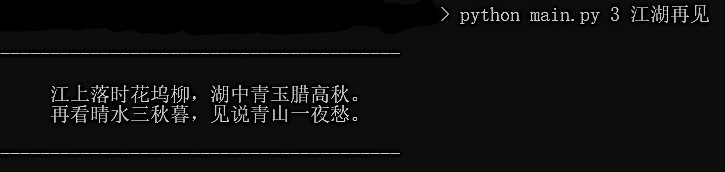 > python main.py 3 江湖再见
----------------------------------------
江上落时花坞柳，湖中青玉腊高秋。
再看晴水三秋暮，见说青山一夜愁。
----------------------------------------